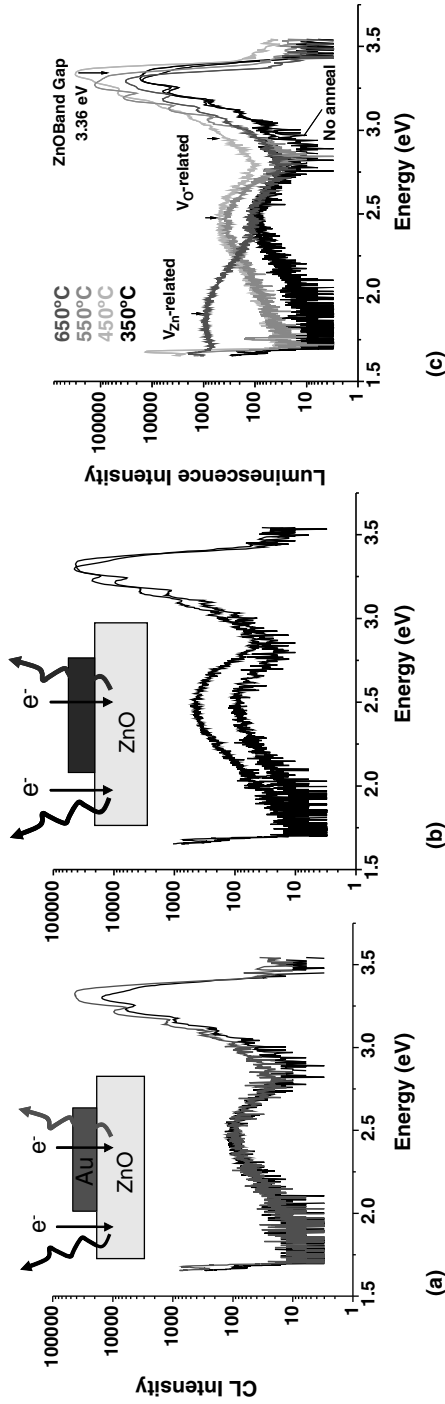 CL Intensity
100000
10000
1000
100
10
1
e-
e-
Au
ZnO
1.5
2.0
2.5
3.0
3.5
Energy (eV)
(a)
100000
10000
1000
100
10
1
e-
e-
ZnO
1.5
2.0
2.5
3.0
3.5
Energy (eV)
(b)
Luminescence Intensity
100000
10000
1000
100
10
1
650°C
550°C
450°C
350°C
ZnOBand Gap
3.36 eV
VO-related
VZn-related
No anneal
1.5
2.0
2.5
3.0
3.5
Energy (eV)
(c)